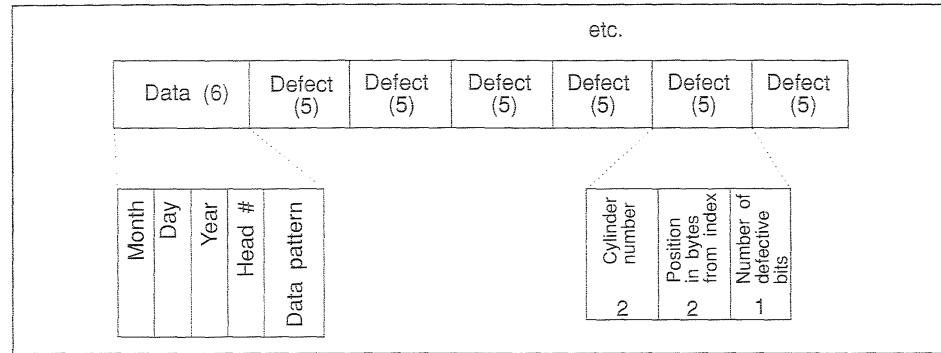 etc.
Data (6)
Defect
(5)
Defect
(5)
Defect
(5)
Defect
(5)
Defect
(5)
Defect
(5)
Month
Day
Year
Head #
Data pattern
Cylinder
number
2
Position
in bytes
from index
2
Number of
defective
bits
1